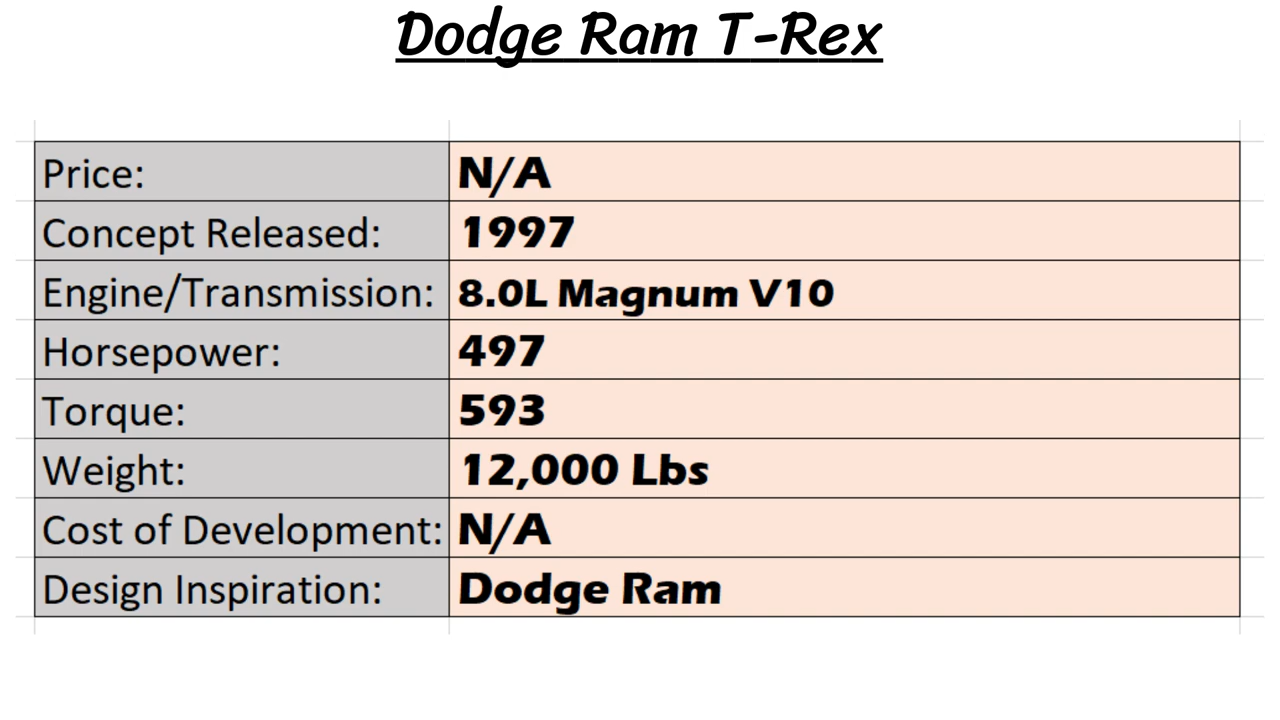 Dodge Ram T-Rex
Price: N/A
Concept Released: 1997
Engine/Transmission: 8.0L Magnum V10
Horsepower: 497
Torque: 593
Weight: 12,000 Lbs
Cost of Development: N/A
Design Inspiration: Dodge Ram